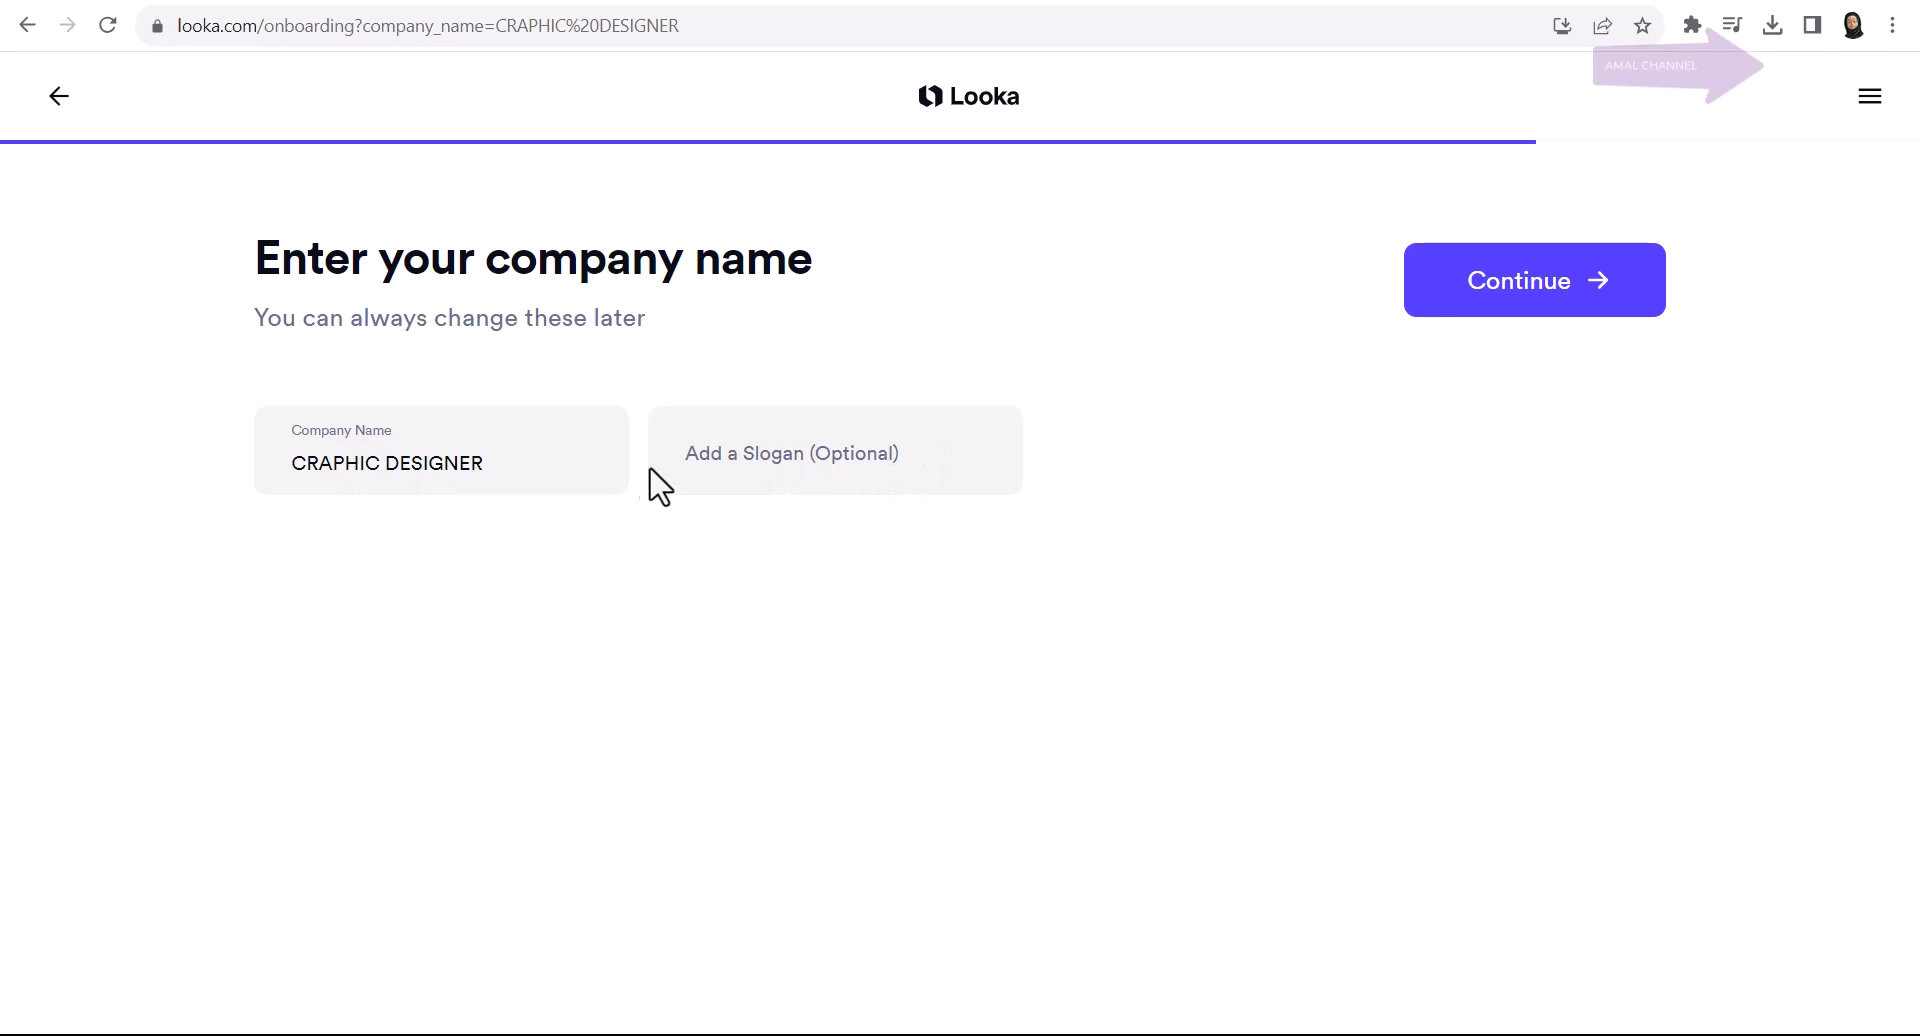 looka.com/onboarding?company_name=CRAPHIC%20DESIGNER
AMAL CHANNEL
Looka
Enter your company name
You can always change these later
Continue
Company Name
CRAPHIC DESIGNER
Add a Slogan (Optional)